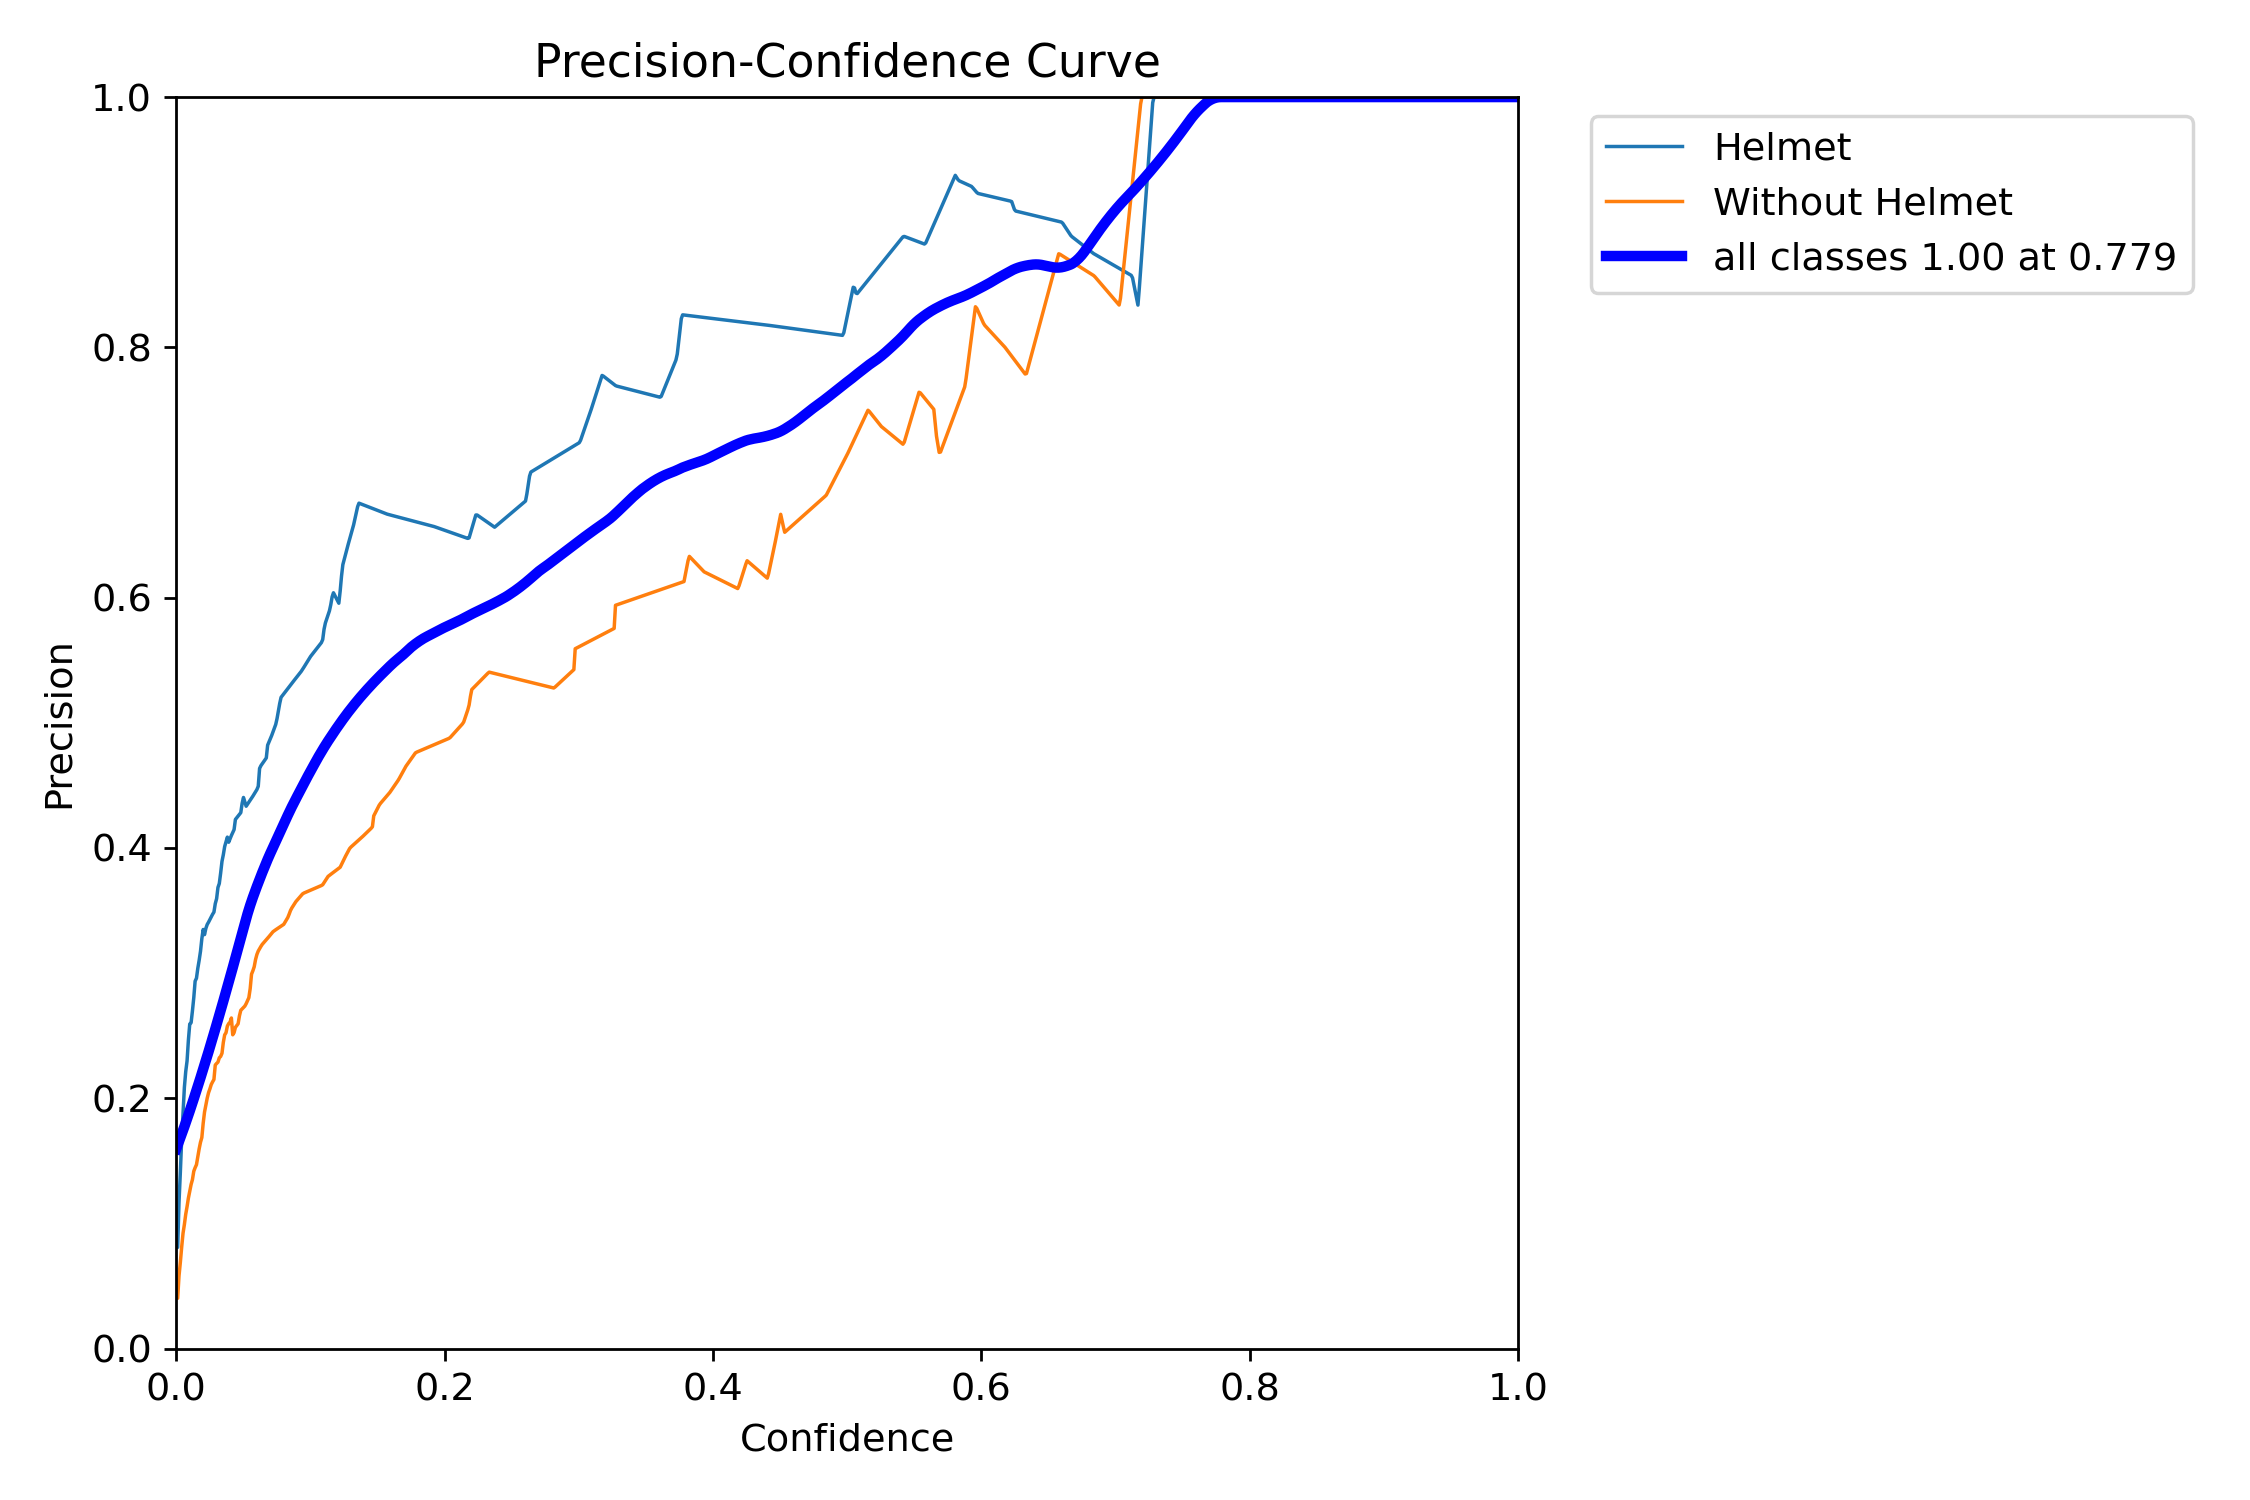 Precision-Confidence Curve
1.0
0.8
0.6
0.4
0.2
0.0
Precision
0.0 0.2 0.4 0.6 0.8 1.0
Confidence
Helmet
Without Helmet
all classes 1.00 at 0.779